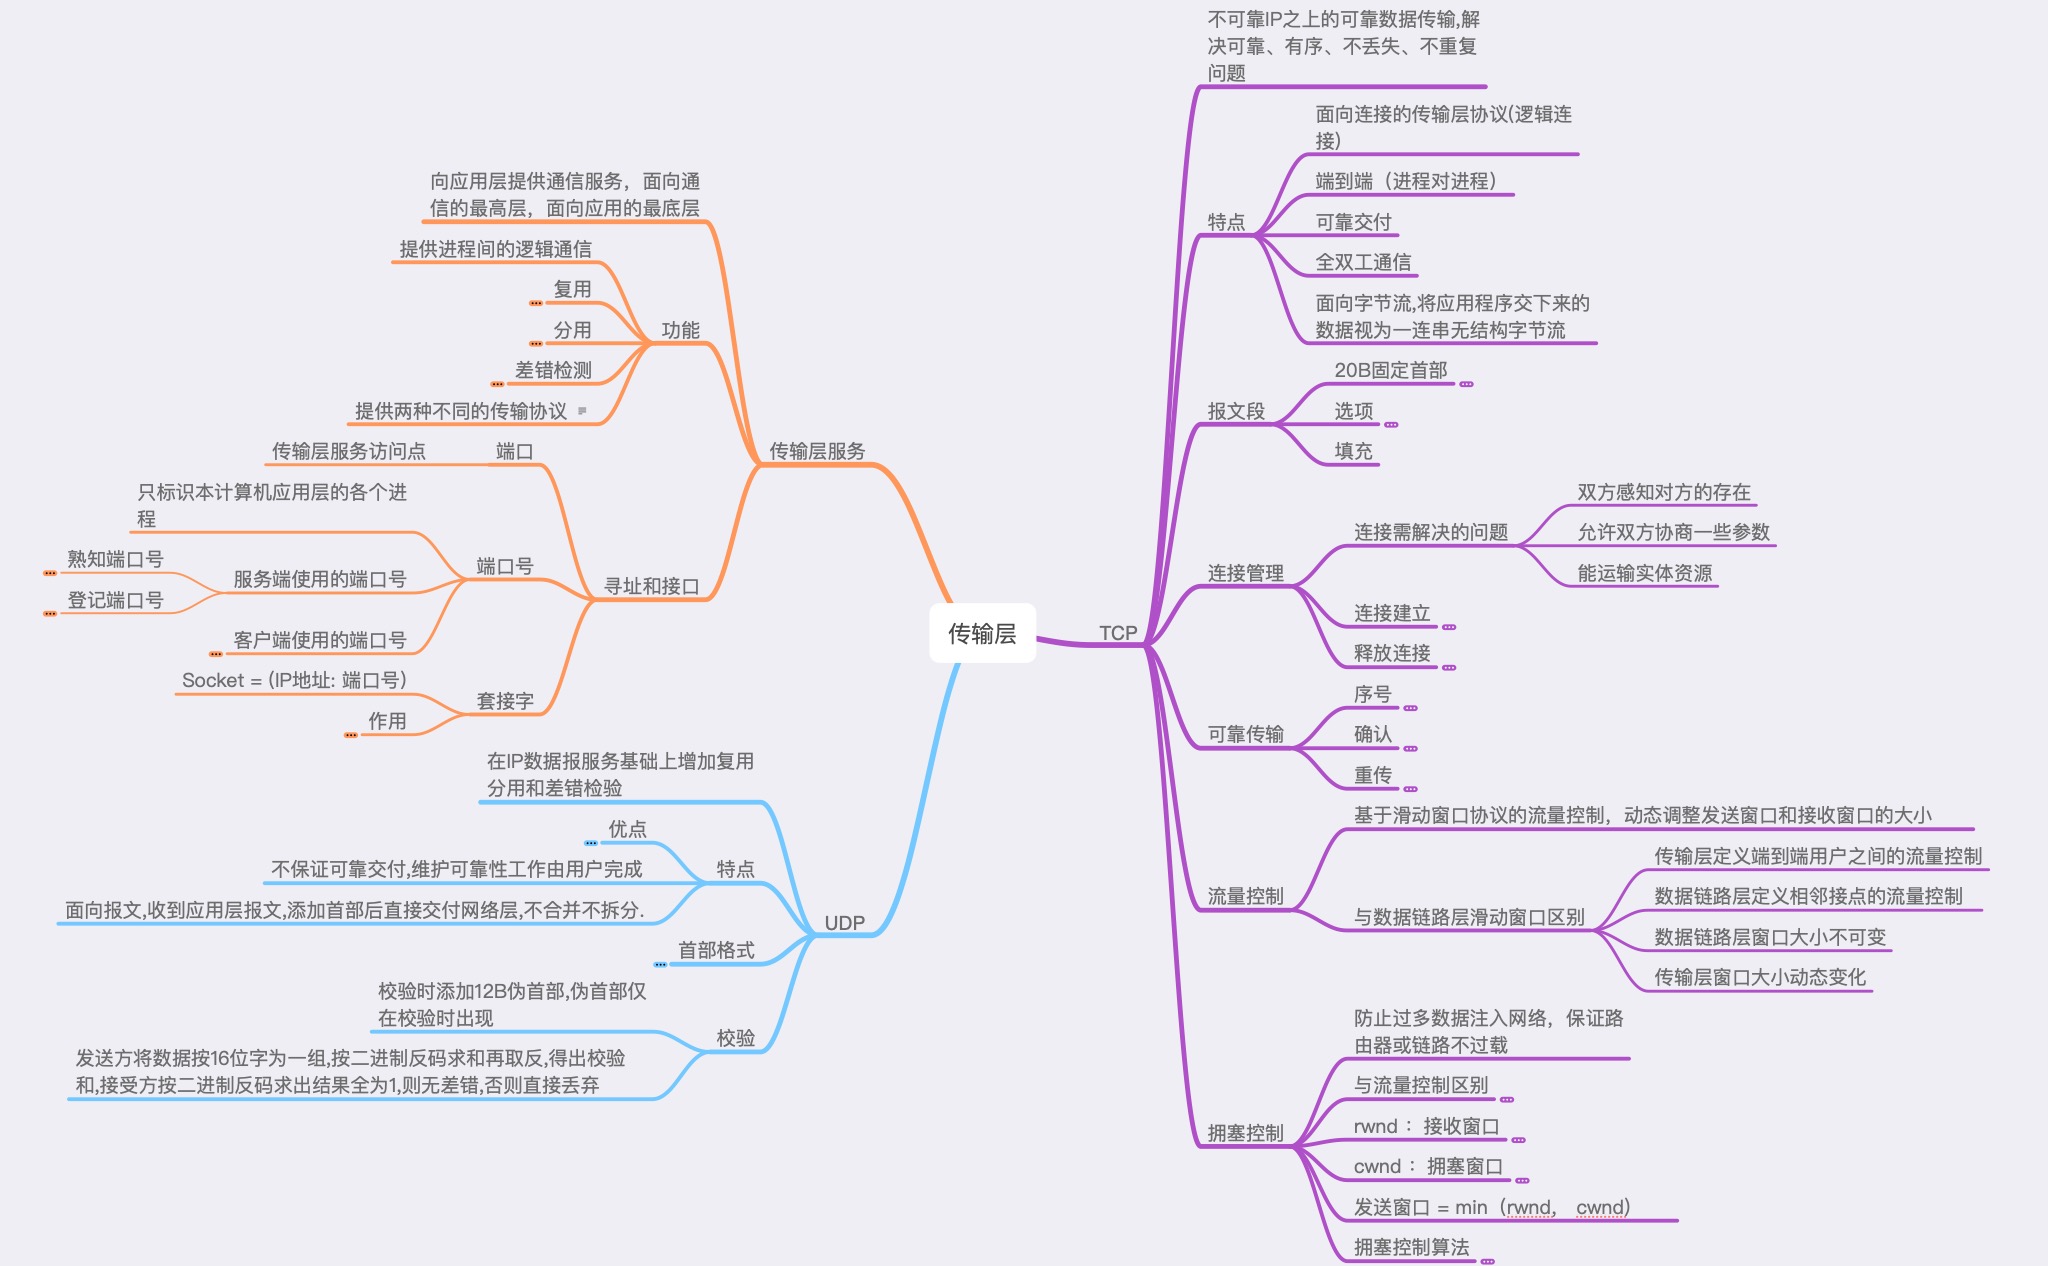 传输层
传输层服务
向应用层提供通信服务，面向通
信的最高层，面向应用的最底层
功能
提供进程间的逻辑通信
复用
分用
差错检测
提供两种不同的传输协议
寻址和接口
端口
传输层服务访问点
端口号
只标识本计算机应用层的各个进
程
服务端使用的端口号
熟知端口号
登记端口号
客户端使用的端口号
套接字
Socket = (IP地址: 端口号)
作用
UDP
在IP数据报服务基础上增加复用
分用和差错检验
特点
优点
不保证可靠交付,维护可靠性工作由用户完成
面向报文,收到应用层报文,添加首部后直接交付网络层,不合并不拆分.
首部格式
校验
校验时添加12B伪首部,伪首部仅
在校验时出现
发送方将数据按16位字为一组,按二进制反码求和再取反,得出校验
和,接受方按二进制反码求出结果全为1,则无差错,否则直接丢弃
TCP
不可靠IP之上的可靠数据传输,解
决可靠、有序、不丢失、不重复
问题
特点
面向连接的传输层协议(逻辑连
接)
端到端（进程对进程）
可靠交付
全双工通信
面向字节流,将应用程序交下来的
数据视为一连串无结构字节流
报文段
20B固定首部
选项
填充
连接管理
连接需解决的问题
双方感知对方的存在
允许双方协商一些参数
能运输实体资源
连接建立
释放连接
可靠传输
序号
确认
重传
流量控制
基于滑动窗口协议的流量控制，动态调整发送窗口和接收窗口的大小
与数据链路层滑动窗口区别
传输层定义端到端用户之间的流量控制
数据链路层定义相邻接点的流量控制
数据链路层窗口大小不可变
传输层窗口大小动态变化
拥塞控制
防止过多数据注入网络，保证路
由器或链路不过载
与流量控制区别
rwnd： 接收窗口
cwnd： 拥塞窗口
发送窗口 = min（rwnd， cwnd）
拥塞控制算法